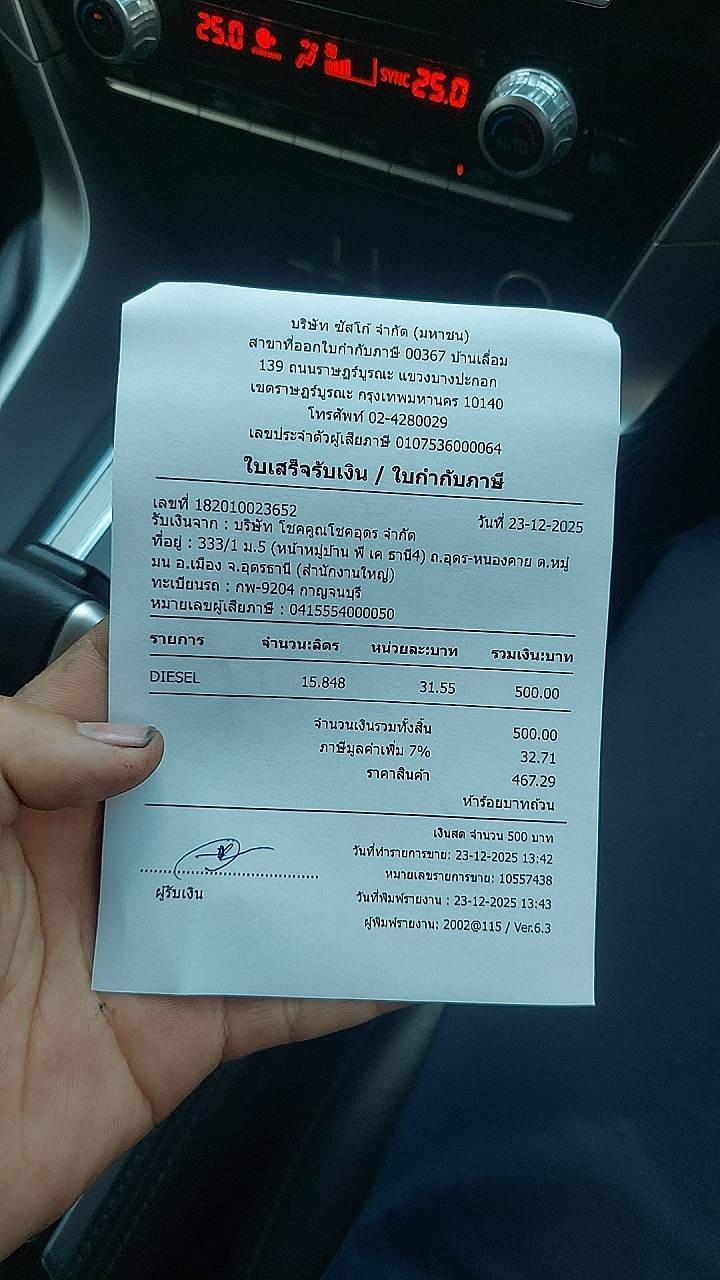 25.0 SYNC 25.0
AUTO
บริษัท ซัสโก้ จำกัด (มหาชน)
สาขาที่ออกใบกำกับภาษี 00367 บ้านเลื่อม
139 ถนนราษฎร์บูรณะ แขวงบางปะกอก
เขตราษฎร์บูรณะ กรุงเทพมหานคร 10140
โทรศัพท์ 02-4280029
เลขประจำตัวผู้เสียภาษี 0107536000064
ใบเสร็จรับเงิน / ใบกำกับภาษี
เลขที่ 182010023652 วันที่ 23-12-2025
รับเงินจาก : บริษัท โชคคูณโชคอุดร จำกัด
ที่อยู่ : 333/1 ม.5 (หน้าหมู่บ้าน พี เค ธานี4) ถ.อุดร-หนองคาย ต.หมู
มน อ.เมือง จ.อุดรธานี (สำนักงานใหญ่)
ทะเบียนรถ : กพ-9204 กาญจนบุรี
หมายเลขผู้เสียภาษี : 0415554000050
รายการ จำนวน:ลิตร หน่วยละ:บาท รวมเงิน:บาท
DIESEL 15.848 31.55 500.00
จำนวนเงินรวมทั้งสิ้น 500.00
ภาษีมูลค่าเพิ่ม 7% 32.71
ราคาสินค้า 467.29
ห้าร้อยบาทถ้วน
เงินสด จำนวน 500 บาท
วันที่ทำรายการขาย: 23-12-2025 13:42
หมายเลขรายการขาย: 10557438
ผู้รับเงิน วันที่พิมพ์รายงาน : 23-12-2025 13:43
ผู้พิมพ์รายงาน: 2002@115 / Ver.6.3